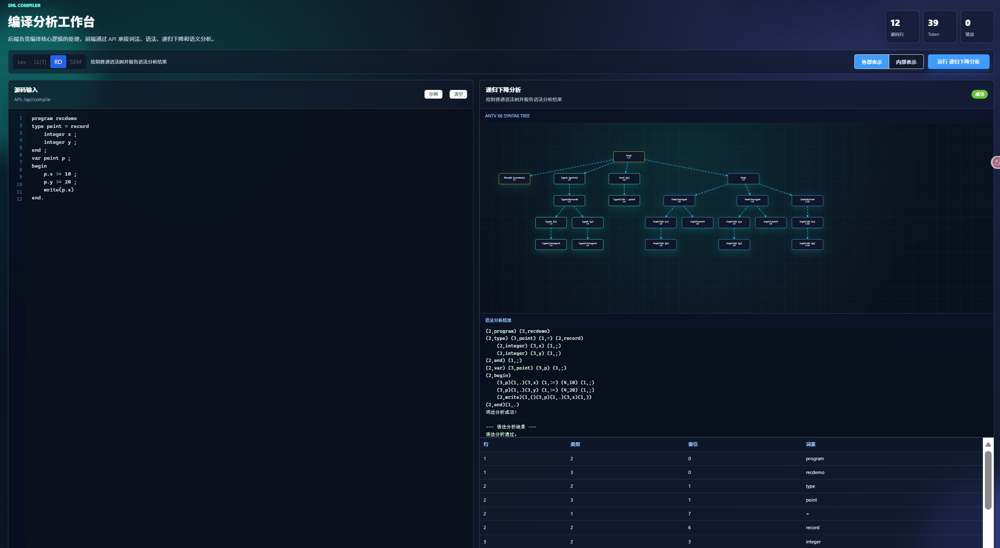 SNL COMPILER
编译分析工作台
后端负责编译核心逻辑的处理，前端通过 API 承接词法、语法、递归下降和语义分析。
12
源码行
39
Token
0
错误
Lex LL(1) RD SEM 绘制普通语法树并报告语法分析结果
外部表示 内部表示 运行 递归下降分析
源码输入
API: /api/compile
示例 清空
1 program recdemo
2 type point = record
3     integer x ;
4     integer y ;
5 end ;
6 var point p ;
7 begin
8     p.x := 10 ;
9     p.y := 20 ;
10     write(p.x)
11 end.
12
递归下降分析
绘制普通语法树并报告语法分析结果
成功
ANTV X6 SYNTAX TREE
ProK
L1
PheadK [recdemo]
L1
TypeK [point]
L2
VarK [p]
L6
StmK
L7
TypeK/RecordK
L2
TypeK/IdK : point
L6
StmK/AssignK
L8
StmK/AssignK
L9
StmK/WriteK
L10
TypeK [x]
L3
TypeK [y]
L4
ExpK/IdK [x]
L8
ExpK/ConstK
L8
ExpK/IdK [y]
L9
ExpK/ConstK
L9
ExpK/IdK [x]
L10
TypeK/IntegerK
L3
TypeK/IntegerK
L4
ExpK/IdK [p]
L8
ExpK/IdK [p]
L9
ExpK/IdK [p]
L10
语法分析结果
(2,program) (3,recdemo)
(2,type) (3,point) (1,=) (2,record)
    (2,integer) (3,x) (1,;)
    (2,integer) (3,y) (1,;)
(2,end) (1,;)
(2,var) (3,point) (3,p) (1,;)
(2,begin)
    (3,p)(1,.)(3,x) (1,:=) (4,10) (1,;)
    (3,p)(1,.)(3,y) (1,:=) (4,20) (1,;)
    (2,write)(1,()(3,p)(1,.)(3,x)(1,))
(2,end)(1,.)
词法分析成功！
--- 语法分析结果 ---
语法分析通过。
行 类型 索引 词素
1 2 0 program
1 3 0 recdemo
2 2 1 type
2 3 1 point
2 1 7 =
2 2 6 record
3 2 3 integer